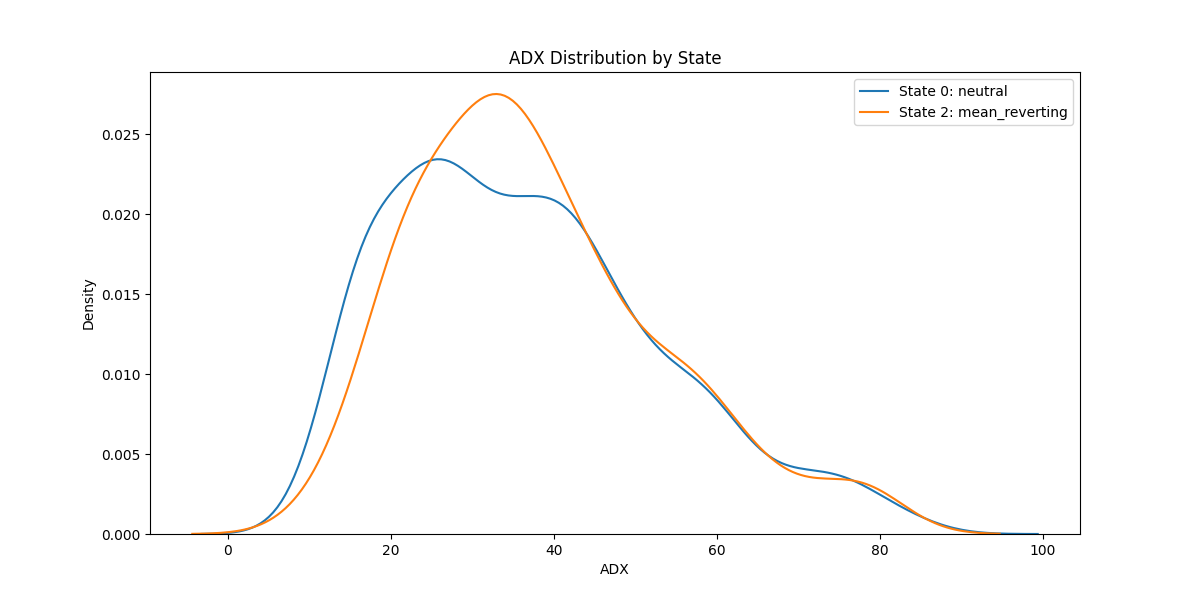 ADX Distribution by State
State 0: neutral
State 2: mean_reverting
Density
0.025
0.020
0.015
0.010
0.005
0.000
0 20 40 60 80 100
ADX